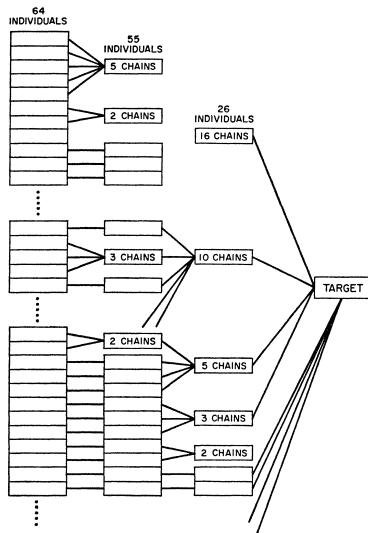 64
INDIVIDUALS
55
INDIVIDUALS
5 CHAINS
2 CHAINS
26
INDIVIDUALS
16 CHAINS
3 CHAINS
10 CHAINS
TARGET
2 CHAINS
5 CHAINS
3 CHAINS
2 CHAINS